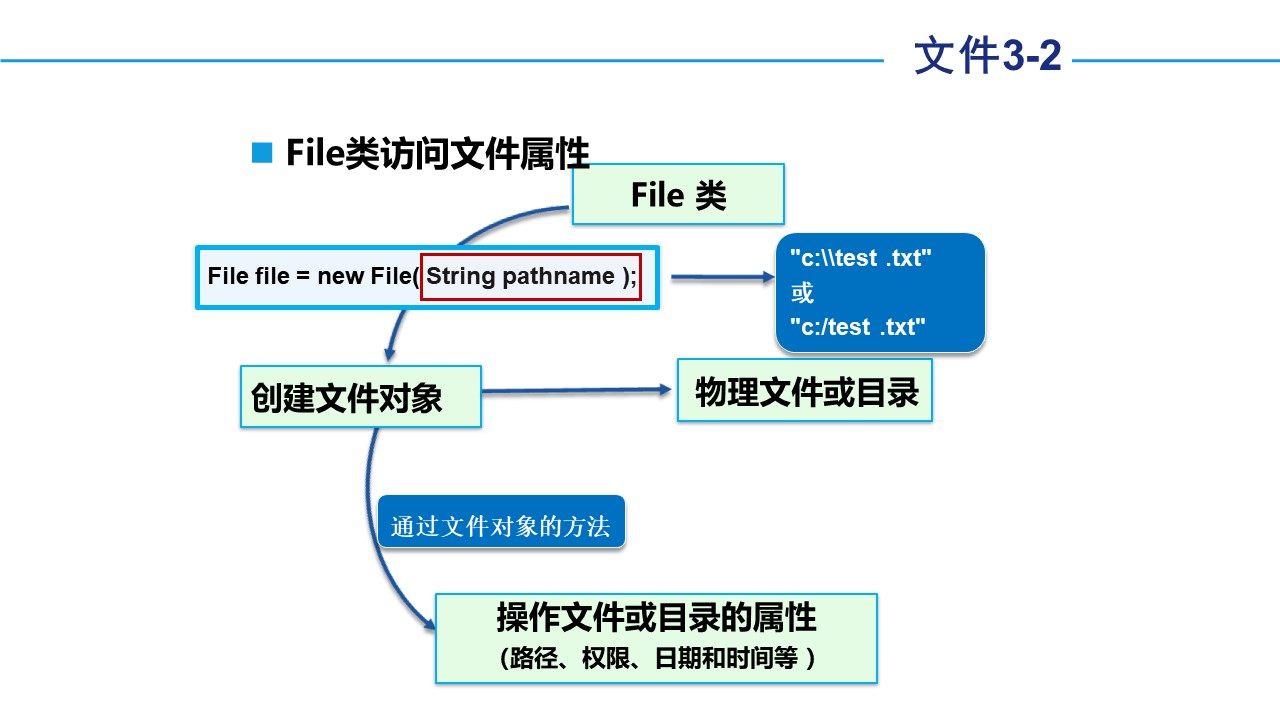 文件3-2
File类访问文件属性
File 类
File file = new File( String pathname );
"c:\\test .txt"
或
"c:/test .txt"
创建文件对象
物理文件或目录
通过文件对象的方法
操作文件或目录的属性
（路径、权限、日期和时间等 ）